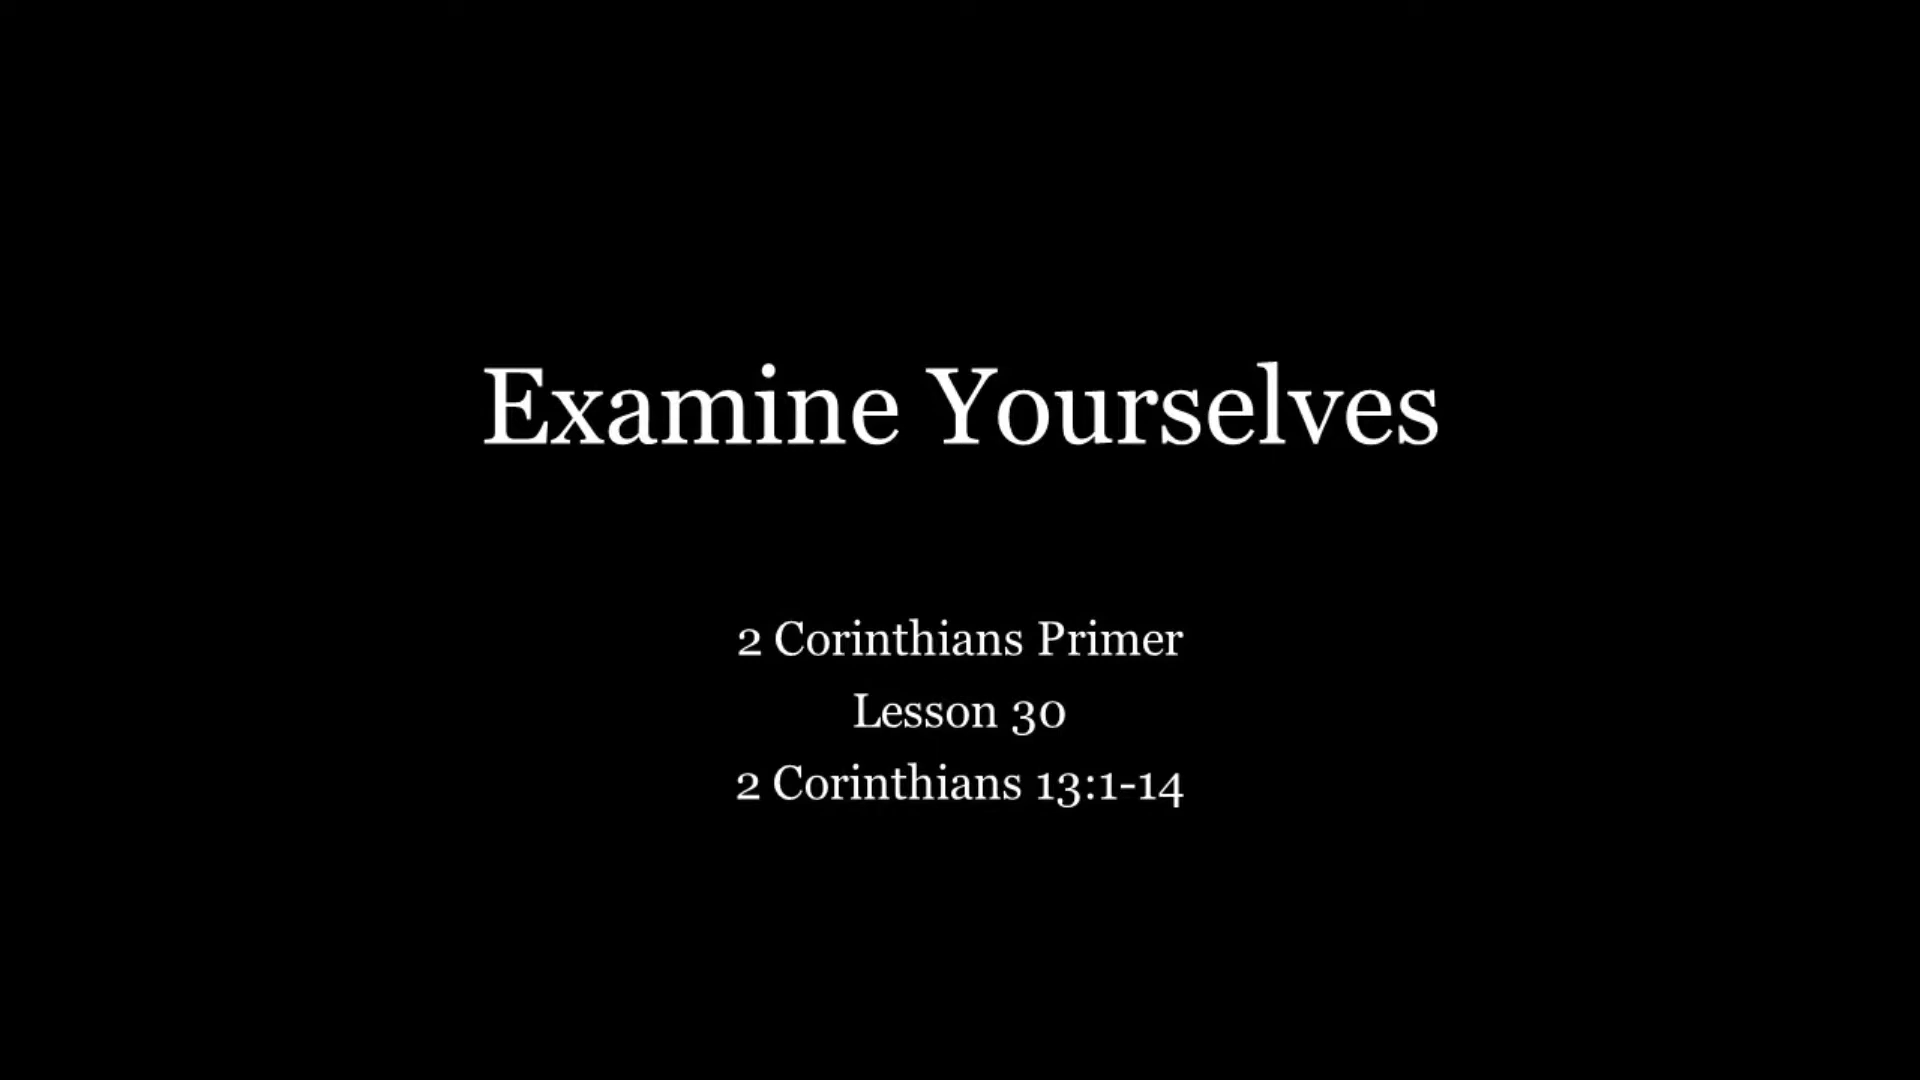 Examine Yourselves
2 Corinthians Primer
Lesson 30
2 Corinthians 13:1-14